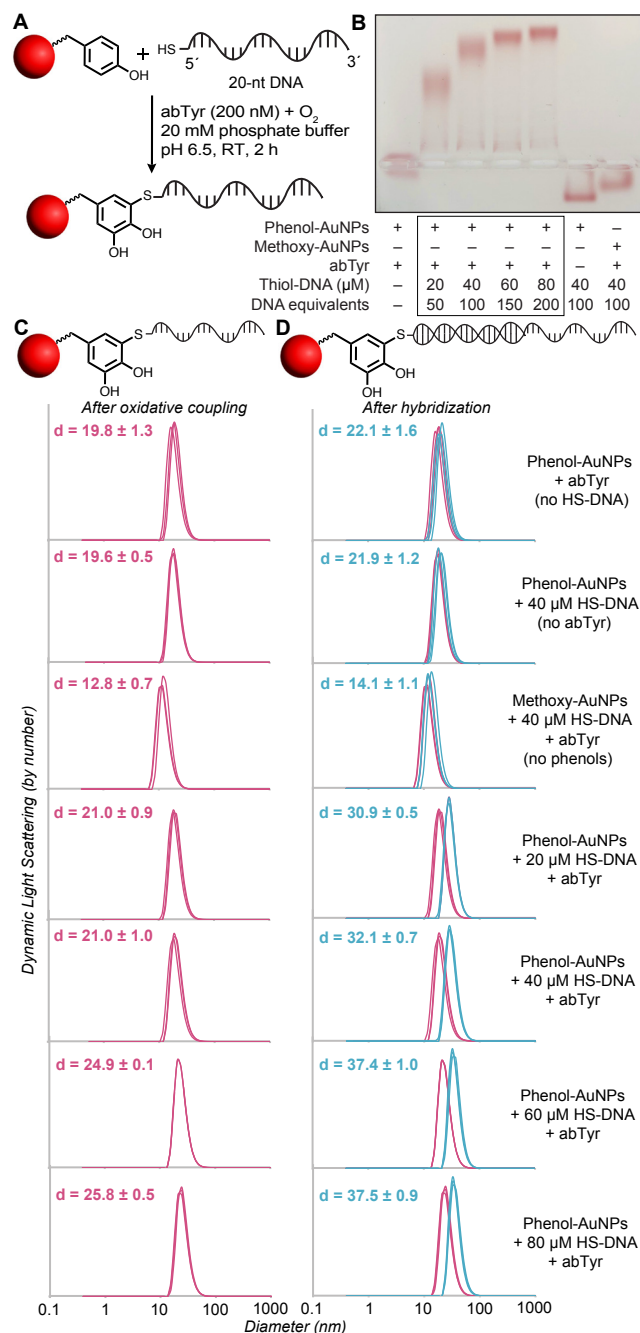 A
HS
5´
3´
OH
20-nt DNA
abTyr (200 nM) + O2
20 mM phosphate buffer
pH 6.5, RT, 2 h
S
OH
OH
B
Phenol-AuNPs + + + + + + –
Methoxy-AuNPs – – – – – – +
abTyr + + + + + – +
Thiol-DNA (µM) – 20 40 60 80 40 40
DNA equivalents – 50 100 150 200 100 100
C
S
OH
OH
D
S
OH
OH
After oxidative coupling
After hybridization
d = 19.8 ± 1.3
d = 22.1 ± 1.6
Phenol-AuNPs
+ abTyr
(no HS-DNA)
d = 19.6 ± 0.5
d = 21.9 ± 1.2
Phenol-AuNPs
+ 40 µM HS-DNA
(no abTyr)
d = 12.8 ± 0.7
d = 14.1 ± 1.1
Methoxy-AuNPs
+ 40 µM HS-DNA
+ abTyr
(no phenols)
d = 21.0 ± 0.9
d = 30.9 ± 0.5
Phenol-AuNPs
+ 20 µM HS-DNA
+ abTyr
d = 21.0 ± 1.0
d = 32.1 ± 0.7
Phenol-AuNPs
+ 40 µM HS-DNA
+ abTyr
d = 24.9 ± 0.1
d = 37.4 ± 1.0
Phenol-AuNPs
+ 60 µM HS-DNA
+ abTyr
d = 25.8 ± 0.5
d = 37.5 ± 0.9
Phenol-AuNPs
+ 80 µM HS-DNA
+ abTyr
Dynamic Light Scattering (by number)
0.1 1 10 100 1000
0.1 1 10 100 1000
Diameter (nm)